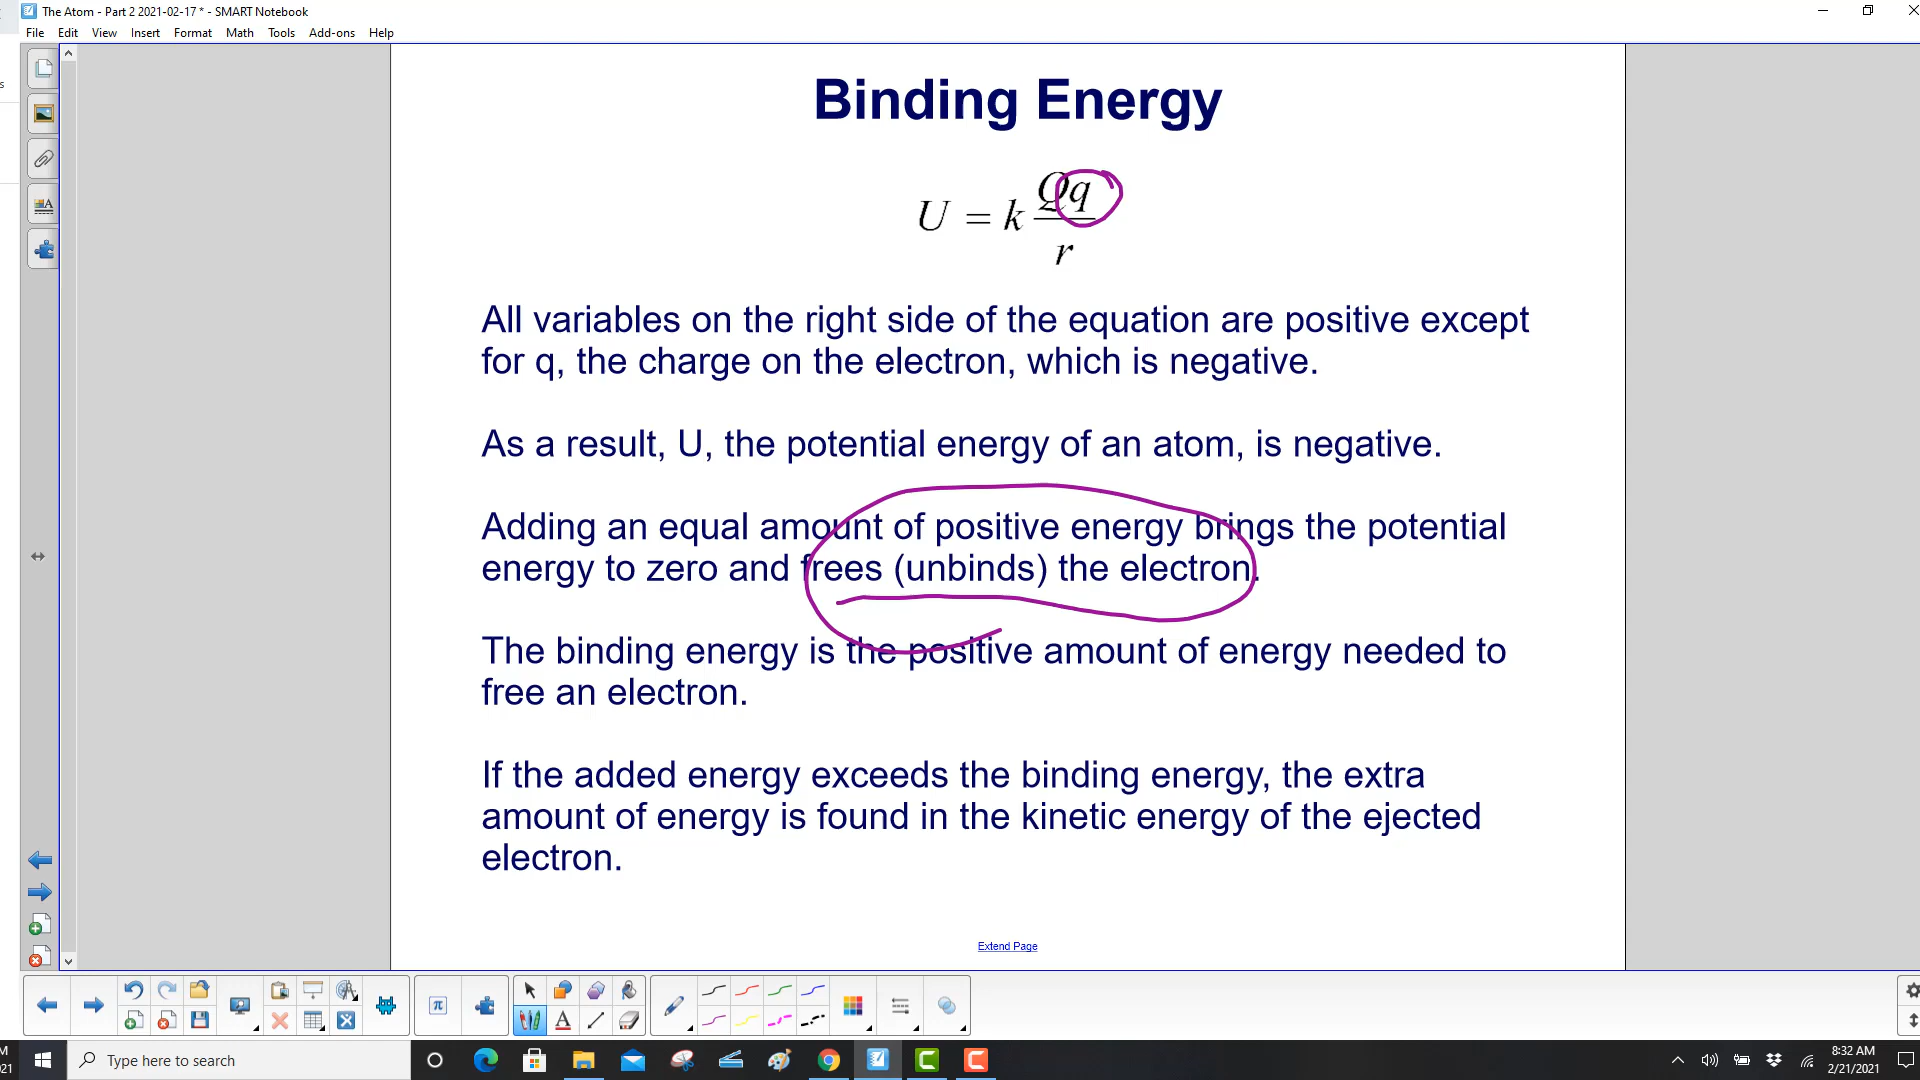 The Atom - Part 2 2021-02-17 * - SMART Notebook
File Edit View Insert Format Math Tools Add-ons Help
Binding Energy
U = k Qq
r
All variables on the right side of the equation are positive except
for q, the charge on the electron, which is negative.
As a result, U, the potential energy of an atom, is negative.
Adding an equal amount of positive energy brings the potential
energy to zero and frees (unbinds) the electron.
The binding energy is the positive amount of energy needed to
free an electron.
If the added energy exceeds the binding energy, the extra
amount of energy is found in the kinetic energy of the ejected
electron.
Extend Page
Type here to search
8:32 AM
2/21/2021